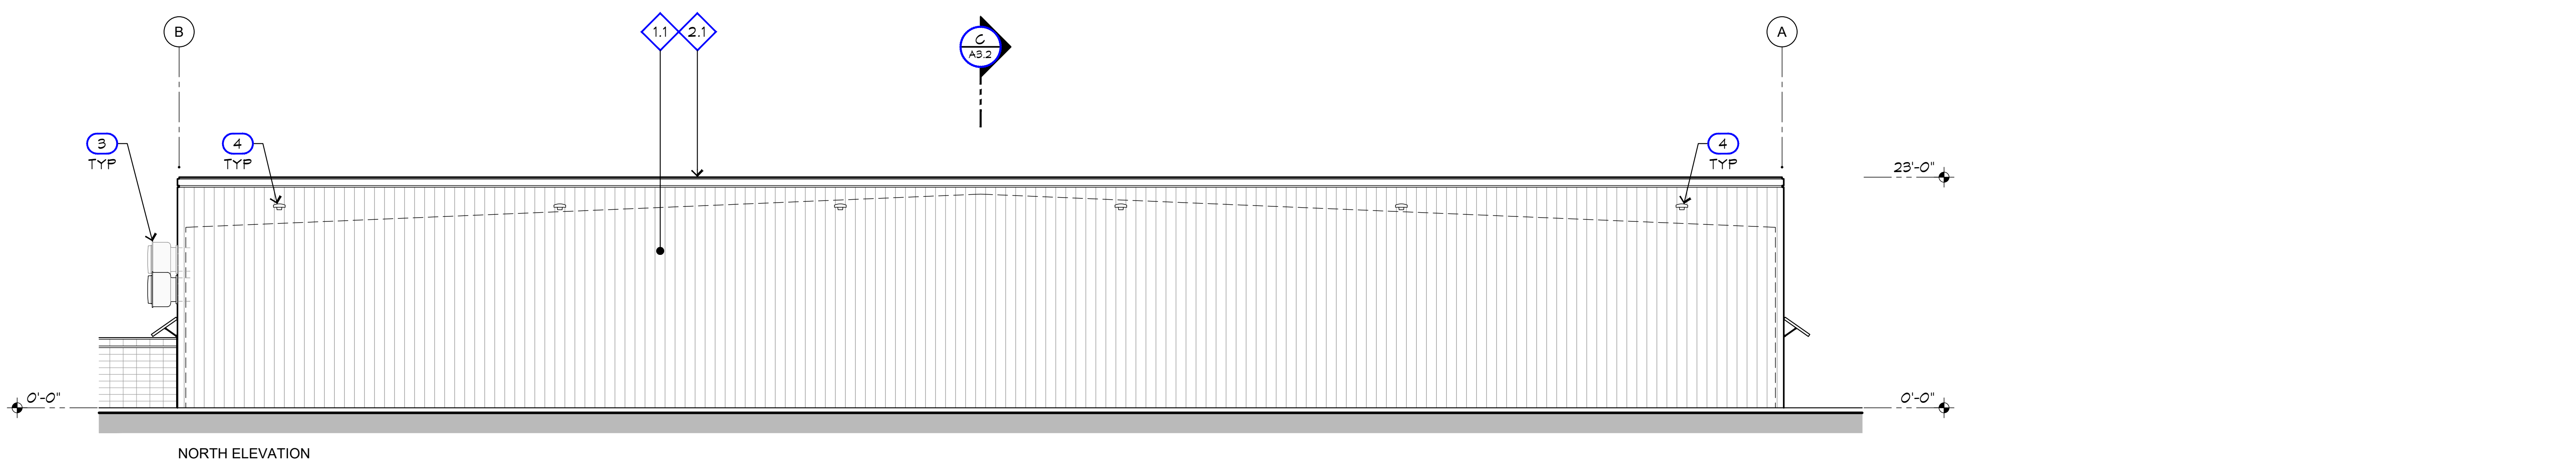 B
1.1
2.1
C
A3.2
A
3
TYP
4
TYP
4
TYP
23'-0"
0'-0"
0'-0"
NORTH ELEVATION